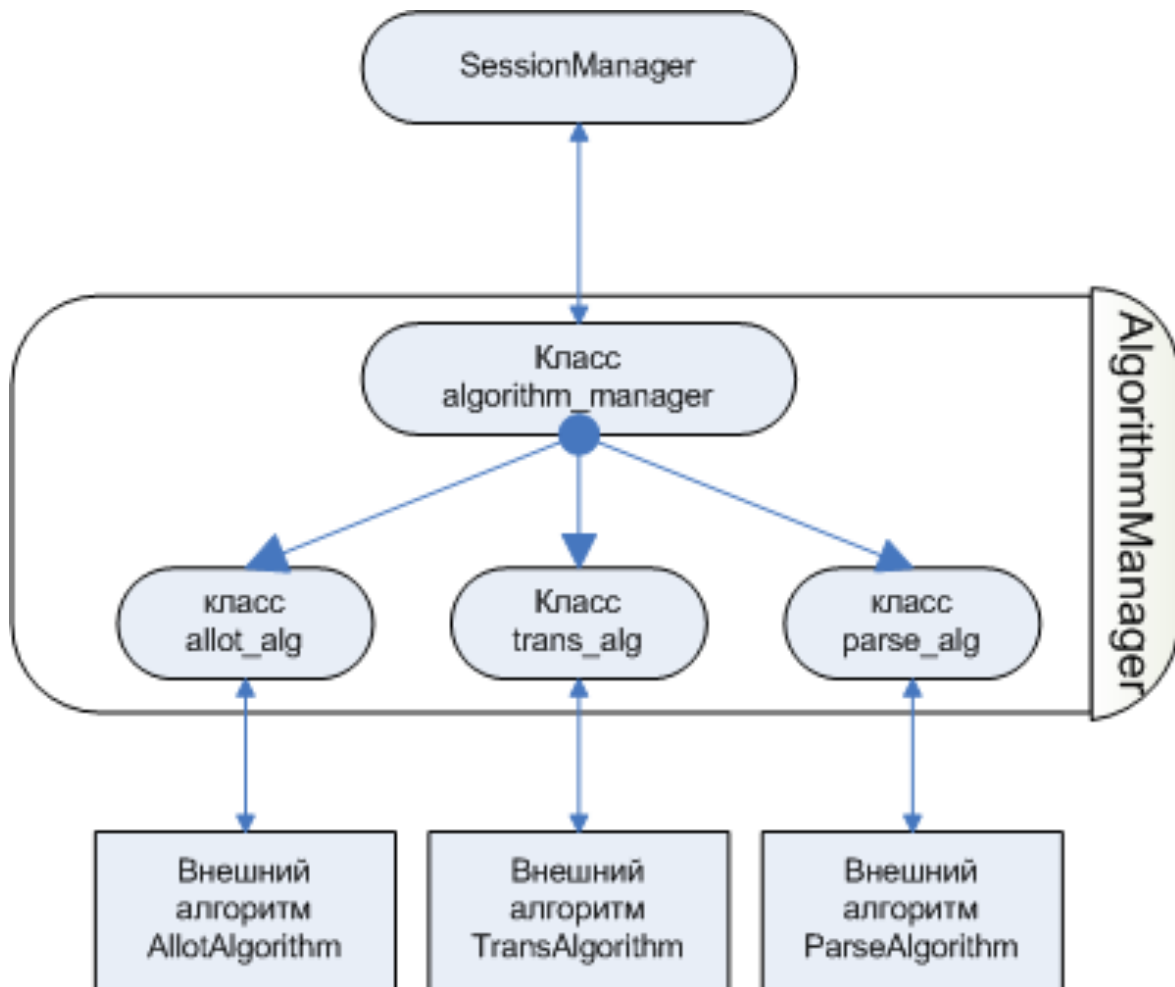 SessionManager
Класс
algorithm_manager
AlgorithmManager
класс
allot_alg
Класс
trans_alg
класс
parse_alg
Внешний
алгоритм
AllotAlgorithm
Внешний
алгоритм
TransAlgorithm
Внешний
алгоритм
ParseAlgorithm